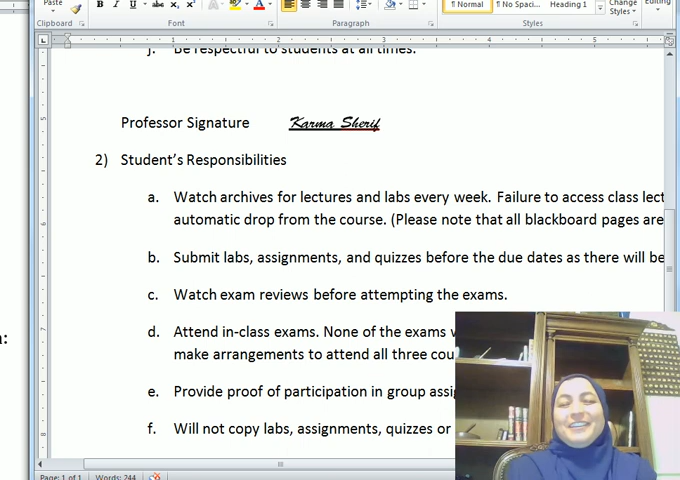 Paste
B I U abc
A ab A
Normal
No Spaci...
Heading 1
Change
Styles
Editing
Clipboard
Font
Paragraph
Styles
j. Be respectful to students at all times.
Professor Signature Karma Sherif
2) Student's Responsibilities
a. Watch archives for lectures and labs every week. Failure to access class lect
automatic drop from the course. (Please note that all blackboard pages are
b. Submit labs, assignments, and quizzes before the due dates as there will be
c. Watch exam reviews before attempting the exams.
d. Attend in-class exams. None of the exams
make arrangements to attend all three cou
e. Provide proof of participation in group assig
f. Will not copy labs, assignments, quizzes or
Page: 1 of 1 Words: 244